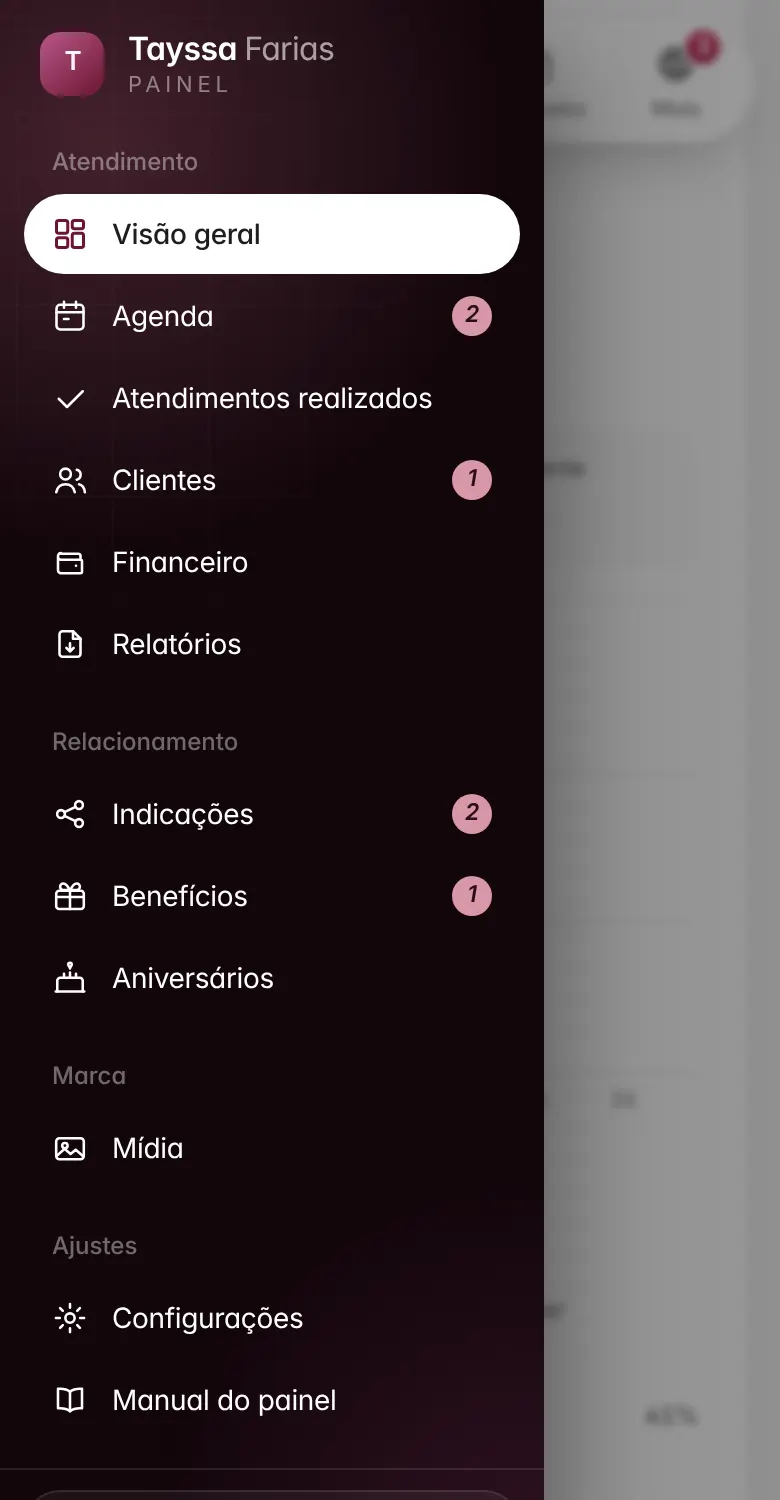 T
Tayssa Farias
PAINEL
Atendimento
Visão geral
Agenda
2
Atendimentos realizados
Clientes
1
Financeiro
Relatórios
Relacionamento
Indicações
2
Benefícios
1
Aniversários
Marca
Mídia
Ajustes
Configurações
Manual do painel